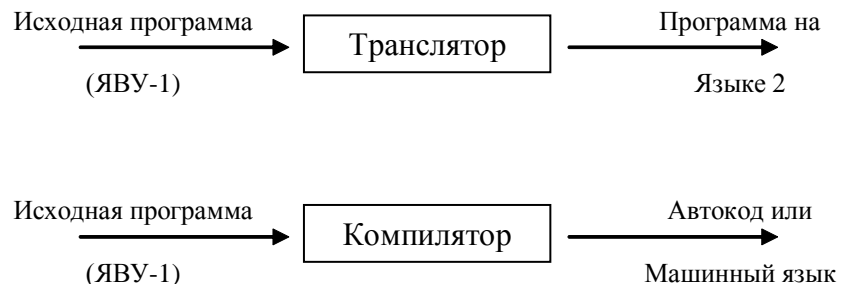 Исходная программа
(ЯВУ-1)
Транслятор
Программа на
Языке 2
Исходная программа
(ЯВУ-1)
Компилятор
Автокод или
Машинный язык